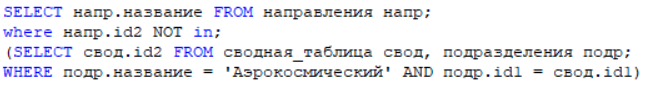 SELECT напр.название FROM направления напр;
where напр.id2 NOT in;
(SELECT свод.id2 FROM сводная_таблица свод, подразделения подр;
WHERE подр.название = 'Аэрокосмический' AND подр.id1 = свод.id1)